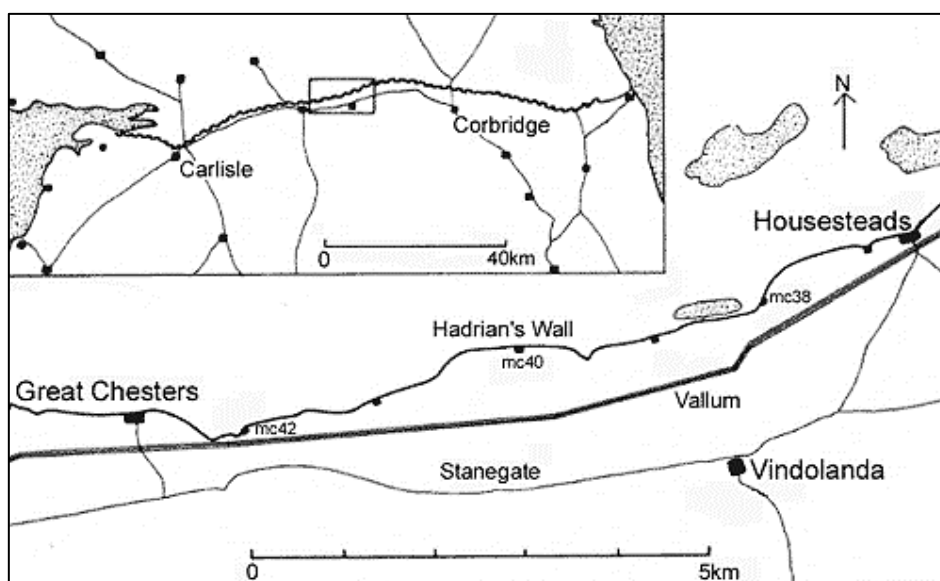 Corbridge
Carlisle
0 40km
N
Housesteads
mc38
Hadrian's Wall
mc40
Great Chesters
Vallum
mc42
Stanegate
Vindolanda
0 5km